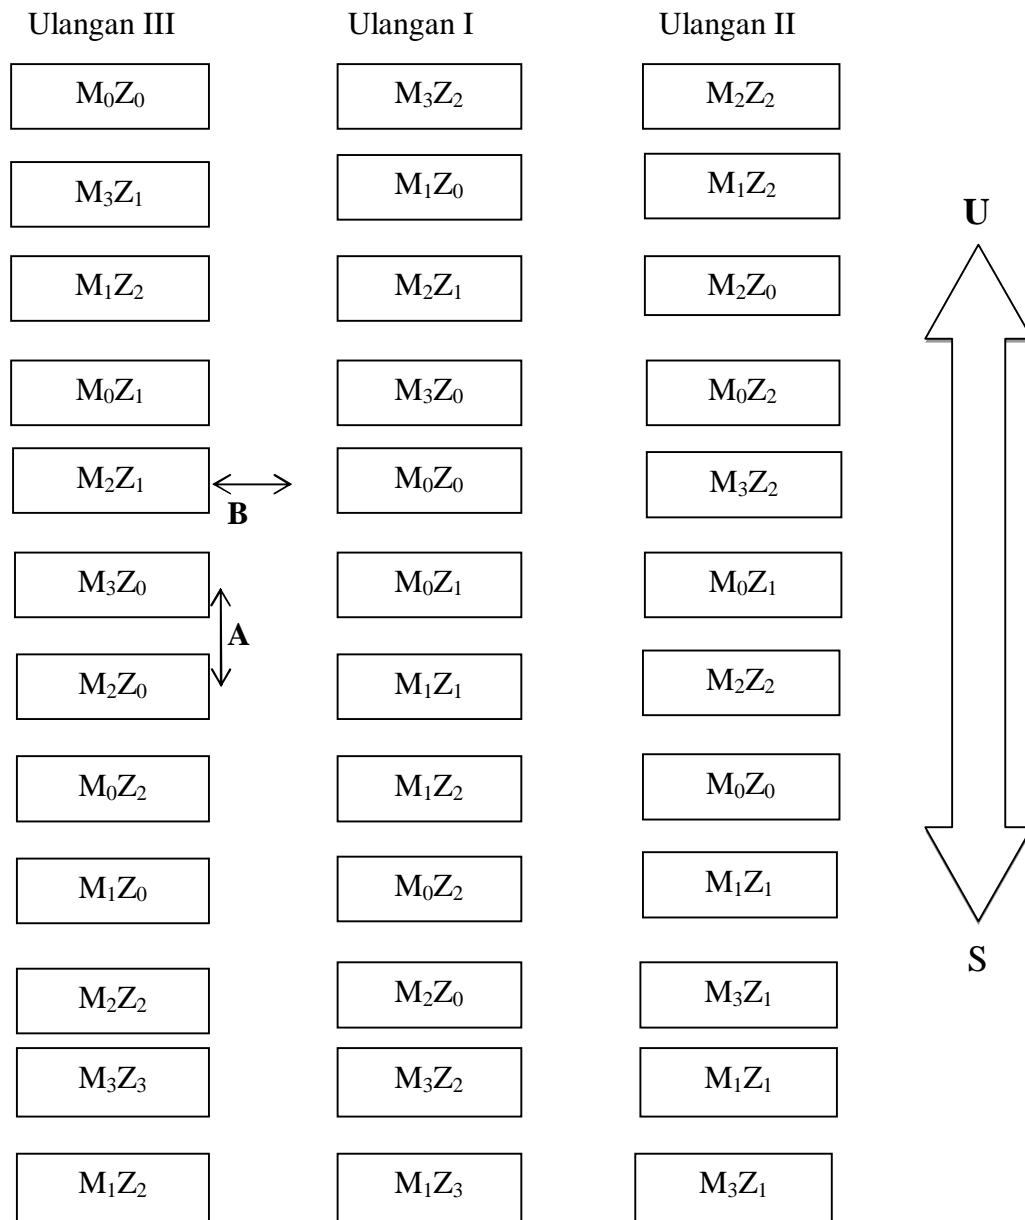 Ulangan III Ulangan I Ulangan II
M₀Z₀ M₃Z₂ M₂Z₂
M₃Z₁ M₁Z₀ M₁Z₂
U
M₁Z₂ M₂Z₁ M₂Z₀
M₀Z₁ M₃Z₀ M₀Z₂
M₂Z₁ M₀Z₀ M₃Z₂
B
M₃Z₀ M₀Z₁ M₀Z₁
A
M₂Z₀ M₁Z₁ M₂Z₂
M₀Z₂ M₁Z₂ M₀Z₀
M₁Z₀ M₀Z₂ M₁Z₁
S
M₂Z₂ M₂Z₀ M₃Z₁
M₃Z₃ M₃Z₂ M₁Z₁
M₁Z₂ M₁Z₃ M₃Z₁